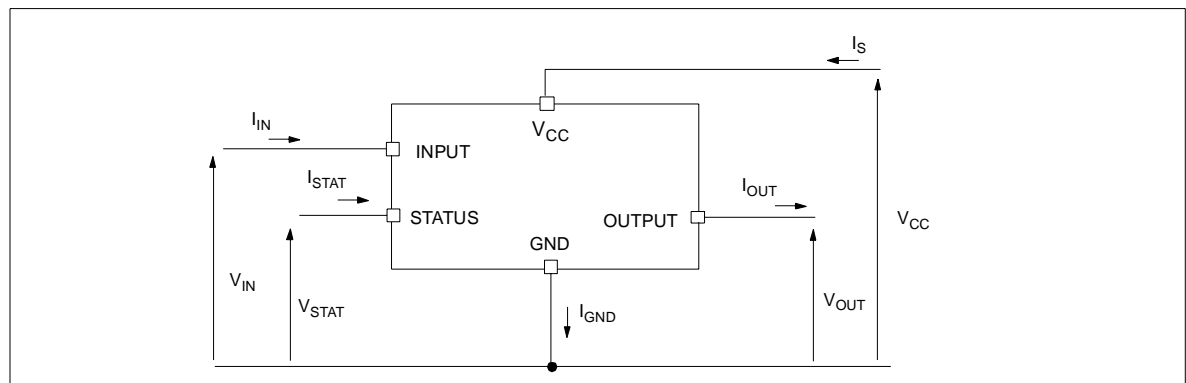 I_S
V_CC
I_IN
INPUT
I_STAT
STATUS
I_OUT
OUTPUT
V_CC
GND
V_IN
V_STAT
I_GND
V_OUT